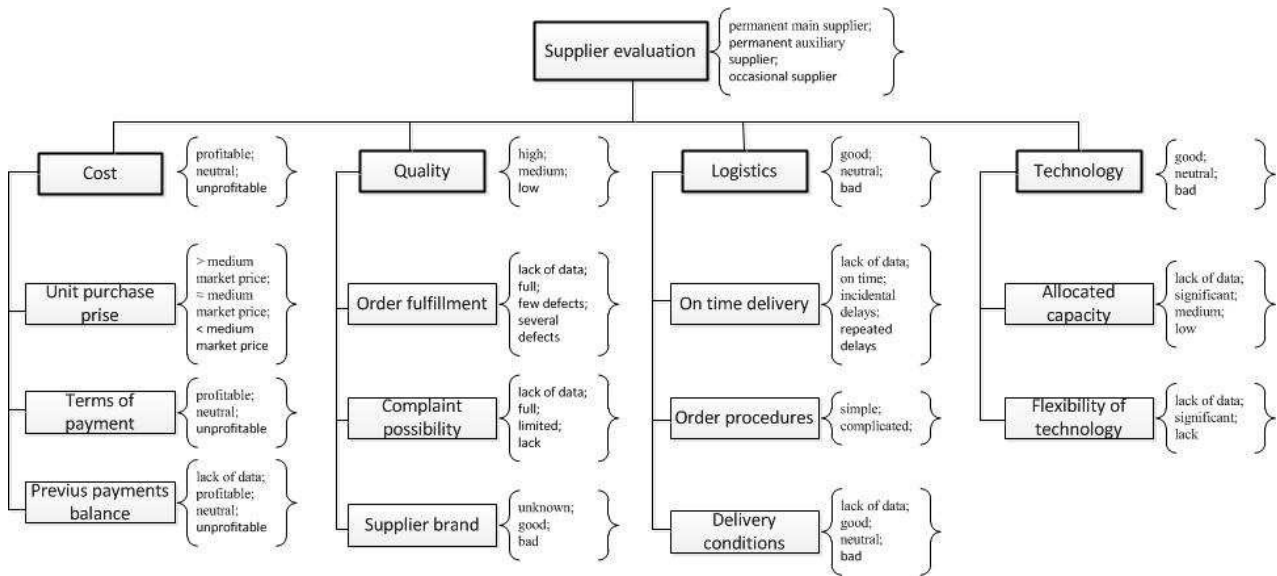 Supplier evaluation
permanent main supplier;
permanent auxiliary
supplier;
occasional supplier
Cost
profitable;
neutral;
unprofitable
Unit purchase
prise
> medium
market price;
= medium
market price;
< medium
market price
Terms of
payment
profitable;
neutral;
unprofitable
Previus payments
balance
lack of data;
profitable;
neutral;
unprofitable
Quality
high;
medium;
low
Order fulfillment
lack of data;
full;
few defects;
several
defects
Complaint
possibility
lack of data;
full;
limited;
lack
Supplier brand
unknown;
good;
bad
Logistics
good;
neutral;
bad
On time delivery
lack of data;
on time;
incidental
delays;
repeated
delays
Order procedures
simple;
complicated;
Delivery
conditions
lack of data;
good;
neutral;
bad
Technology
good;
neutral;
bad
Allocated
capacity
lack of data;
significant;
medium;
low
Flexibility of
technology
lack of data;
significant;
lack